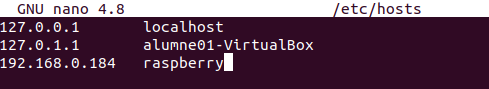 GNU nano 4.8 /etc/hosts
127.0.0.1 localhost
127.0.1.1 alumne01-VirtualBox
192.168.0.184 raspberry